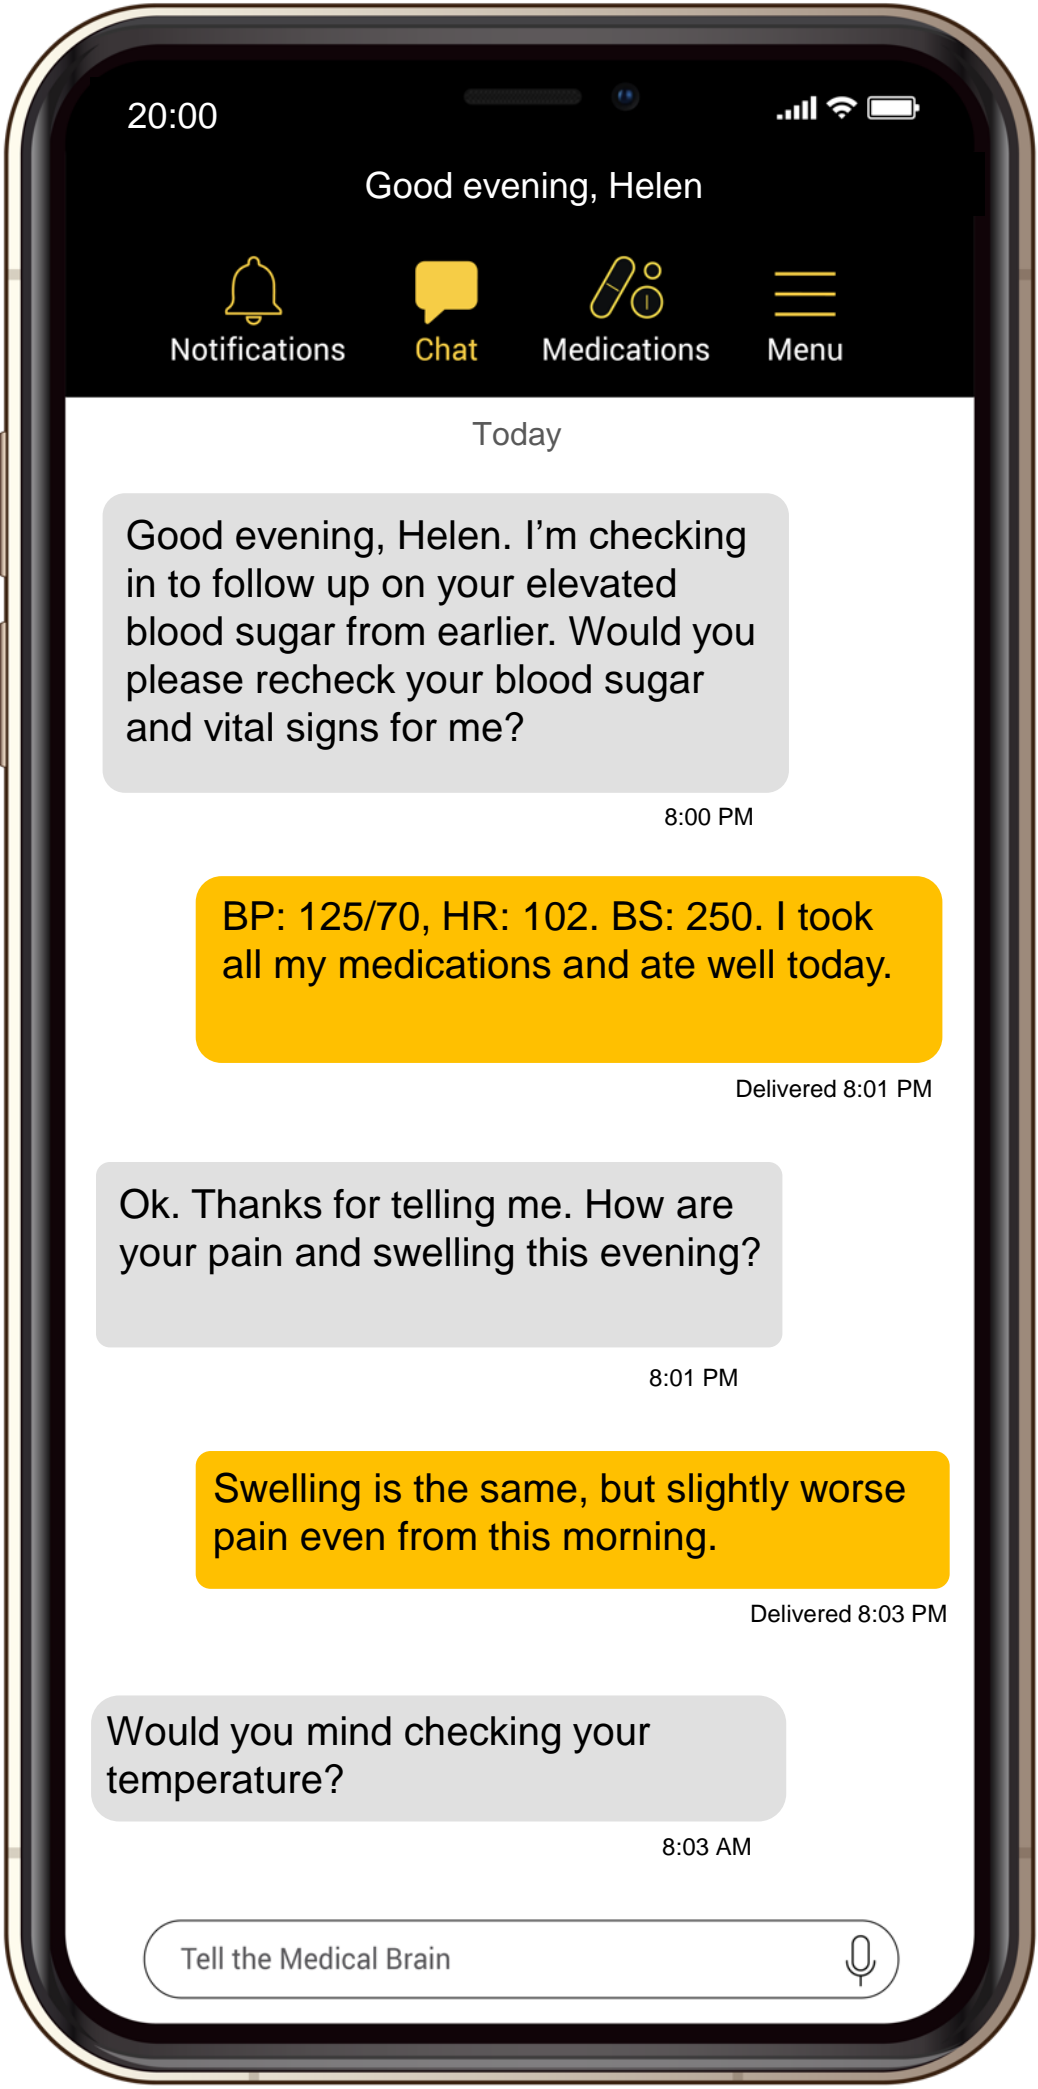 20:00
Good evening, Helen
Notifications
Chat
Medications
Menu
Today
Good evening, Helen. I’m checking
in to follow up on your elevated
blood sugar from earlier. Would you
please recheck your blood sugar
and vital signs for me?
8:00 PM
BP: 125/70, HR: 102. BS: 250. I took
all my medications and ate well today.
Delivered 8:01 PM
Ok. Thanks for telling me. How are
your pain and swelling this evening?
8:01 PM
Swelling is the same, but slightly worse
pain even from this morning.
Delivered 8:03 PM
Would you mind checking your
temperature?
8:03 AM
Tell the Medical Brain